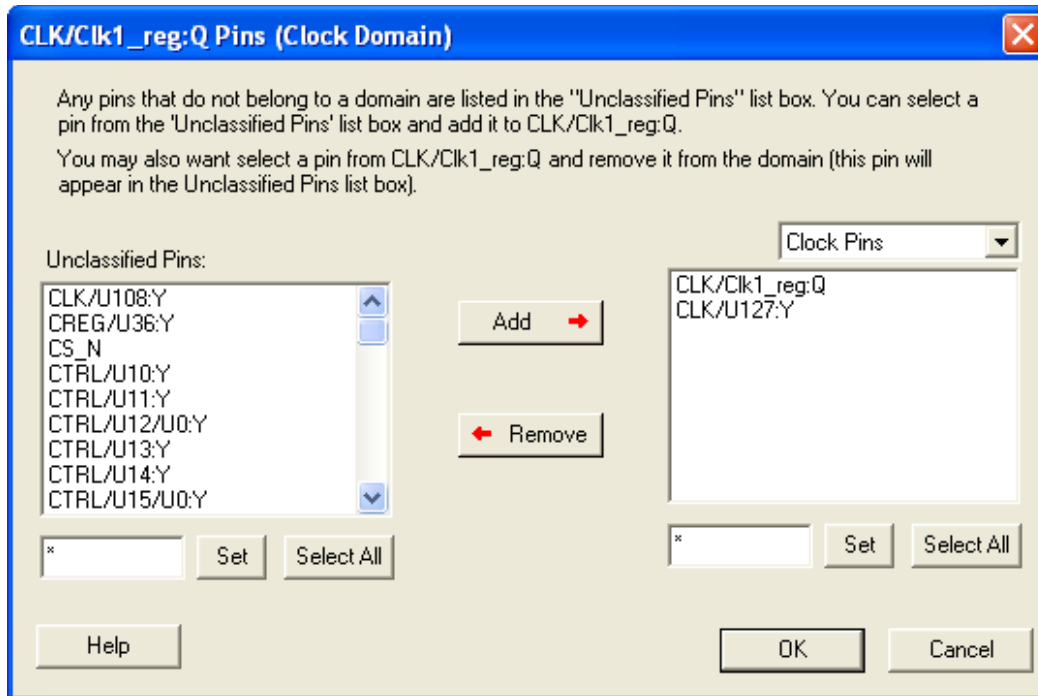 CLK/Clk1_reg:Q Pins (Clock Domain)
Any pins that do not belong to a domain are listed in the "Unclassified Pins" list box. You can select a
pin from the 'Unclassified Pins' list box and add it to CLK/Clk1_reg:Q.
You may also want select a pin from CLK/Clk1_reg:Q and remove it from the domain (this pin will
appear in the Unclassified Pins list box).
Unclassified Pins:
CLK/U108:Y
CREG/U36:Y
CS_N
CTRL/U10:Y
CTRL/U11:Y
CTRL/U12/U0:Y
CTRL/U13:Y
CTRL/U14:Y
CTRL/U15/U0:Y
* Set Select All
Add
Remove
Clock Pins
CLK/Clk1_reg:Q
CLK/U127:Y
* Set Select All
Help
OK
Cancel